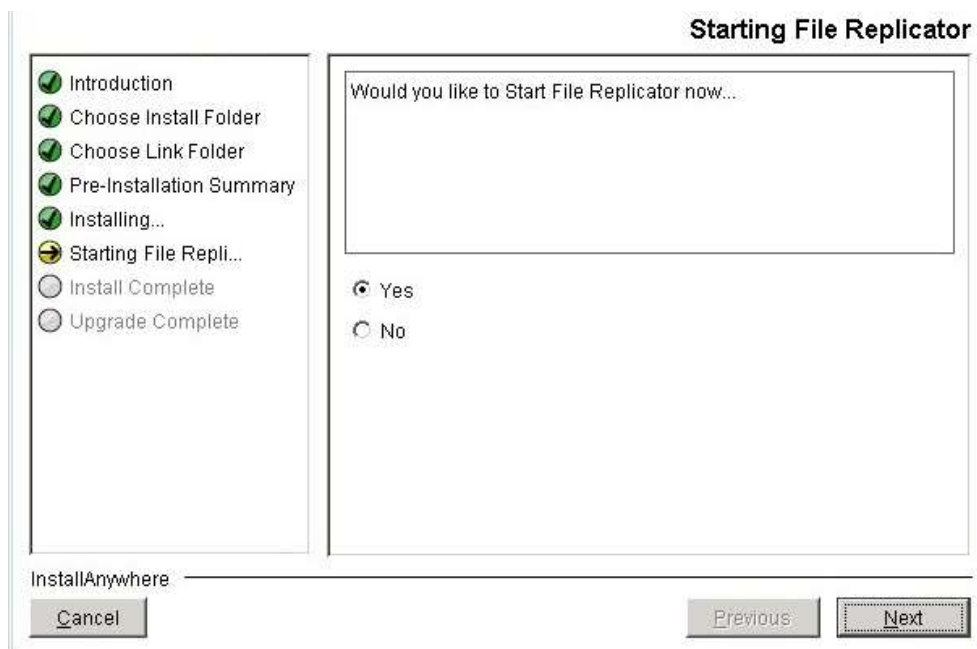 Starting File Replicator
Introduction
Choose Install Folder
Choose Link Folder
Pre-Installation Summary
Installing...
Starting File Repli...
Install Complete
Upgrade Complete
Would you like to Start File Replicator now...
Yes
No
InstallAnywhere
Cancel
Previous
Next